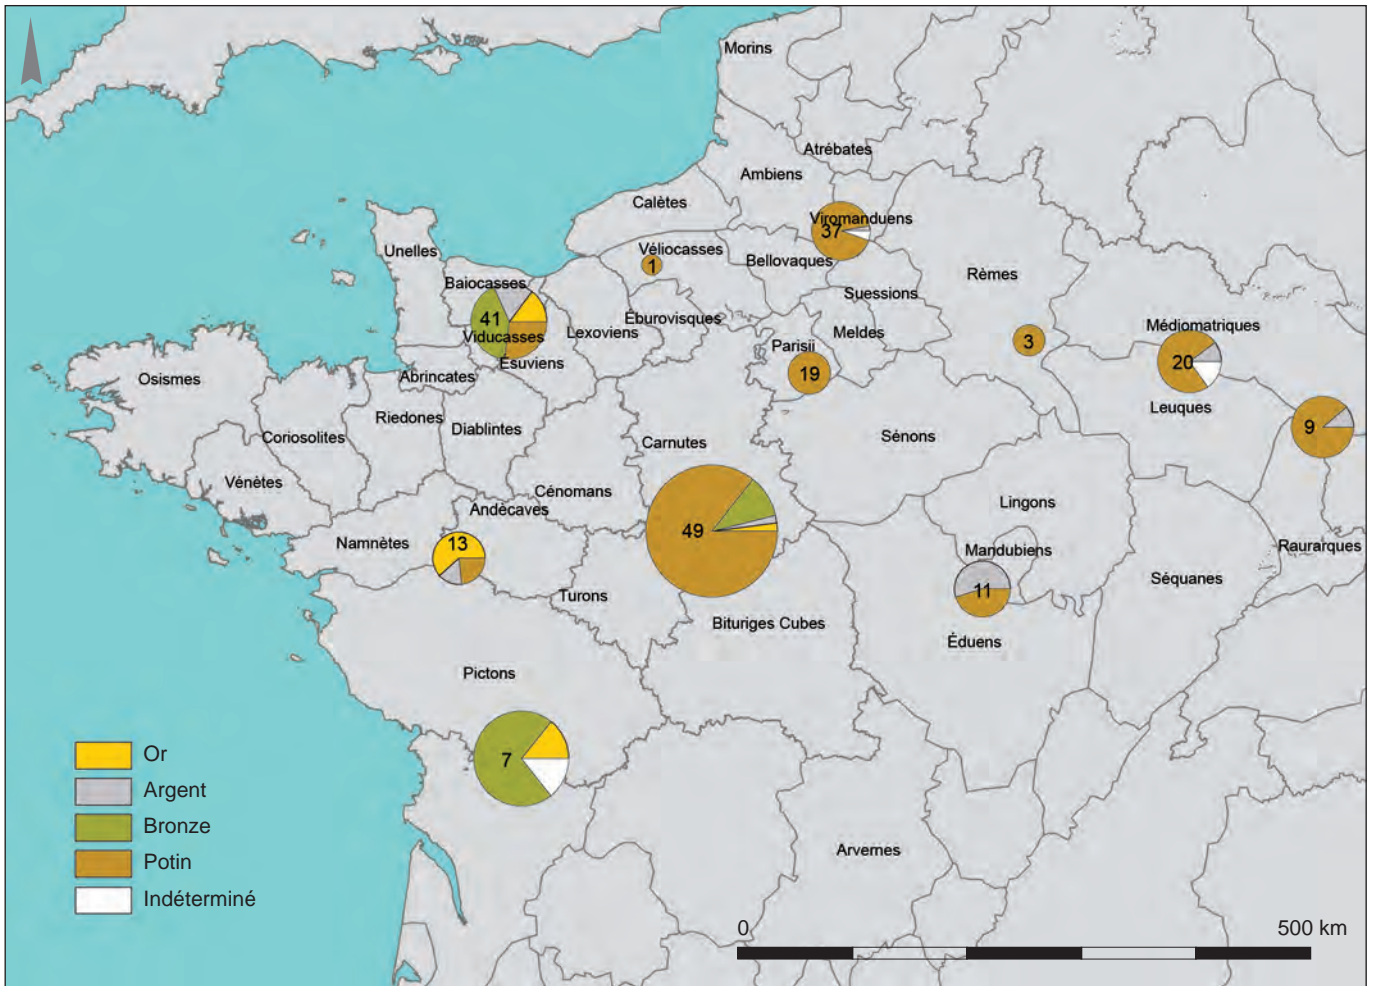 Morins
Atrébates
Ambiens
Calètes
Viromanduens
37
Unelles
Véliocasses
1
Bellovaques
Rèmes
Baiocasses
Suessions
41
Viducasses
Lexoviens
Éburovisques
Meldes
Médiomatriques
3
Parisii
20
Esuviens
19
Osismes
Abrincates
Leuques
Riedones
Diablintes
9
Coriosolites
Carnutes
Sénons
Vénètes
Cénomans
Lingons
Andécaves
49
Namnètes
13
Mandubiens
Raurarques
Séquanes
11
Turons
Bituriges Cubes
Éduens
Pictons
7
Or
Argent
Bronze
Potin
Indéterminé
Arvernes
0
500 km